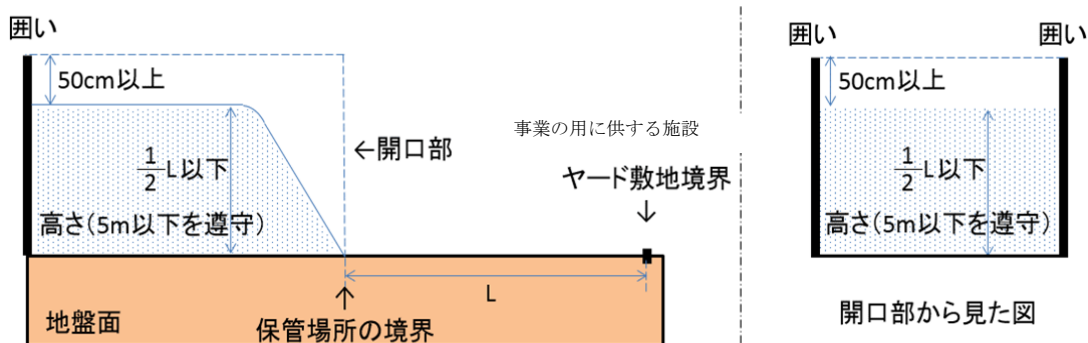 囲い
50cm以上
1/2 L以下
高さ(5m以下を遵守)
←開口部
事業の用に供する施設
ヤード敷地境界
↓
L
↑
保管場所の境界
地盤面
囲い
囲い
50cm以上
1/2 L以下
高さ(5m以下を遵守)
開口部から見た図